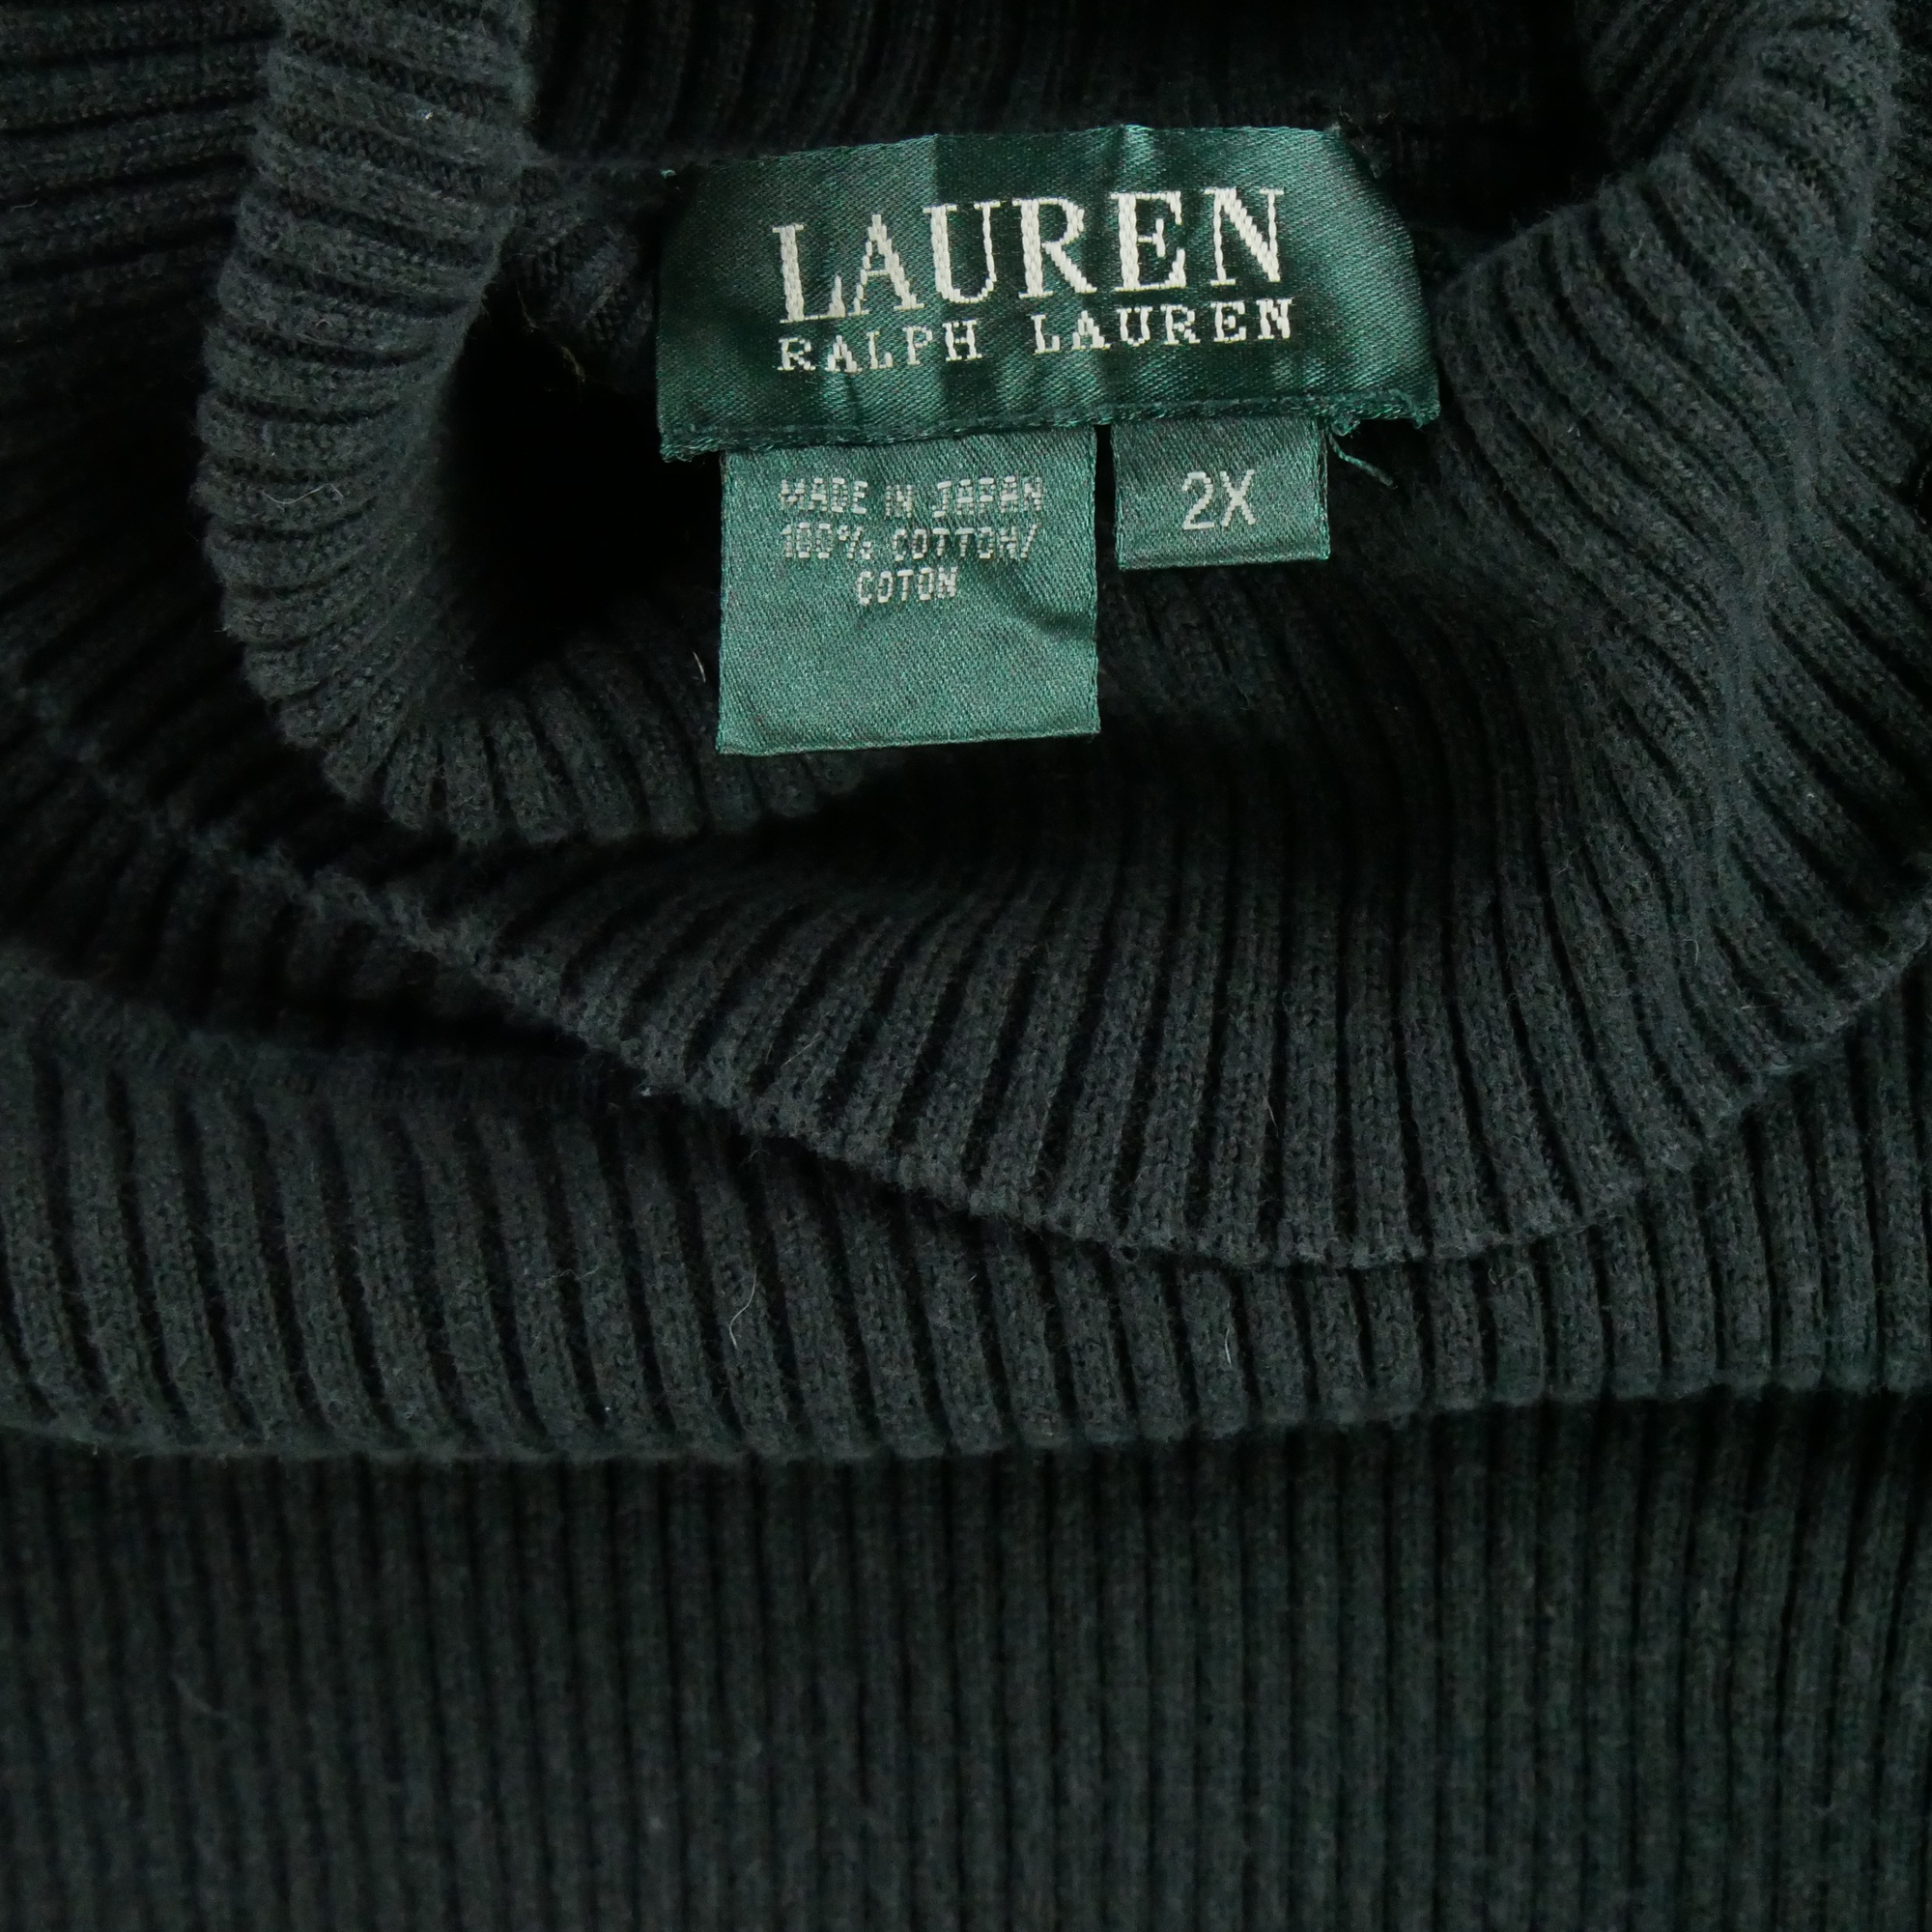 LAUREN
RALPH LAUREN
MADE IN JAPAN
100% COTTON/
COTON
2X